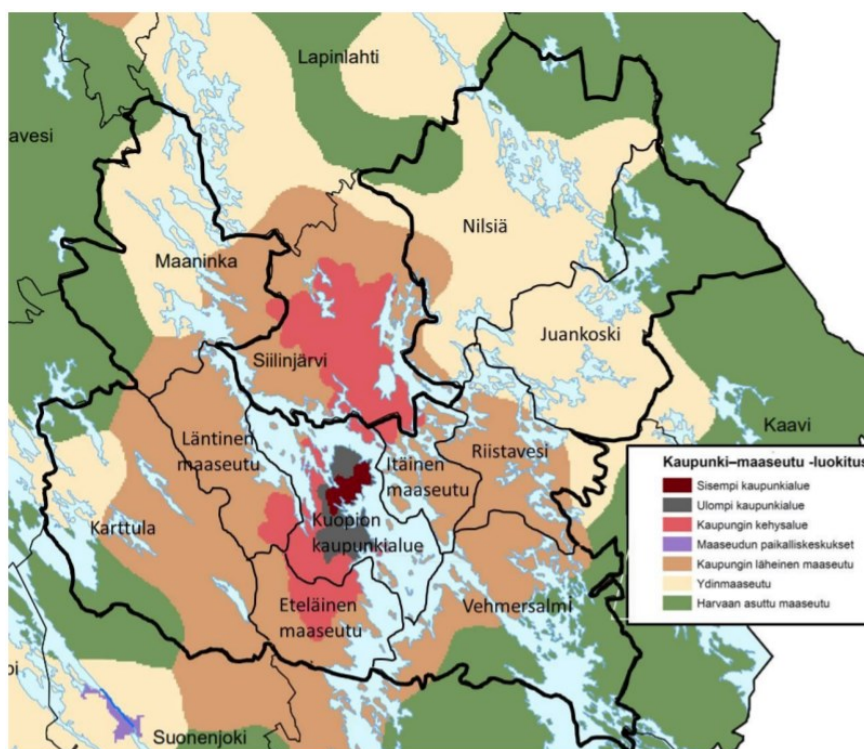 Lapinlahti
avesi
Nilsiä
Maaninka
Juankoski
Siilinjärvi
Kaavi
Läntinen
maaseutu
Itäinen
maaseutu
Riistavesi
Karttula
Kuopion
kaupunkialue
Eteläinen
maaseutu
Vehmersalmi
pi
Suonenjoki
Kaupunki–maaseutu -luokitus
Sisempi kaupunkialue
Ulompi kaupunkialue
Kaupungin kehysalue
Maaseudun paikalliskeskukset
Kaupungin läheinen maaseutu
Ydinmaaseutu
Harvaan asuttu maaseutu